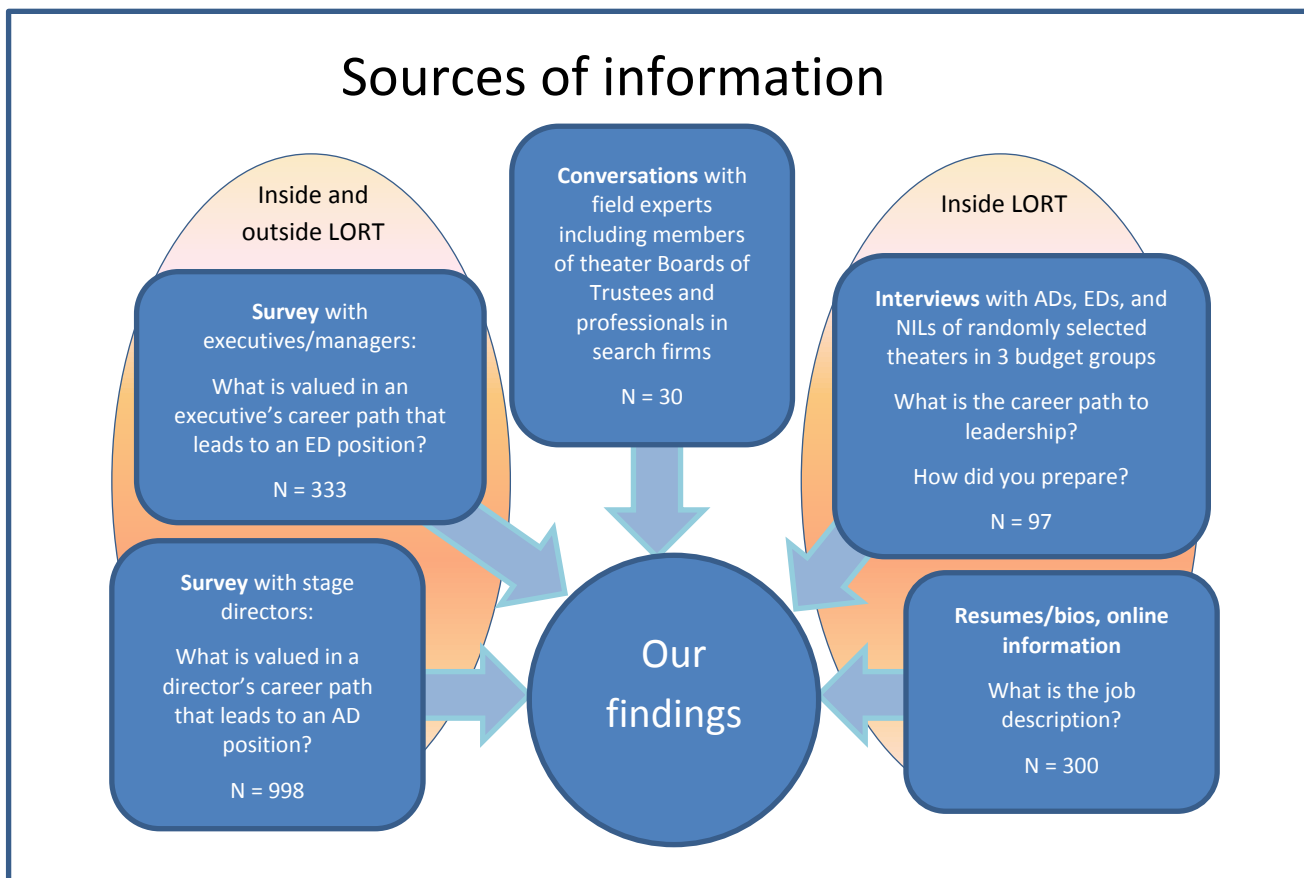 Sources of information
Inside and
outside LORT
Survey with
executives/managers:
What is valued in an
executive’s career path that
leads to an ED position?
N = 333
Survey with stage
directors:
What is valued in a
director’s career path
that leads to an AD
position?
N = 998
Conversations with
field experts
including members
of theater Boards of
Trustees and
professionals in
search firms
N = 30
Our
findings
Inside LORT
Interviews with ADs, EDs, and
NILs of randomly selected
theaters in 3 budget groups
What is the career path to
leadership?
How did you prepare?
N = 97
Resumes/bios, online
information
What is the job
description?
N = 300